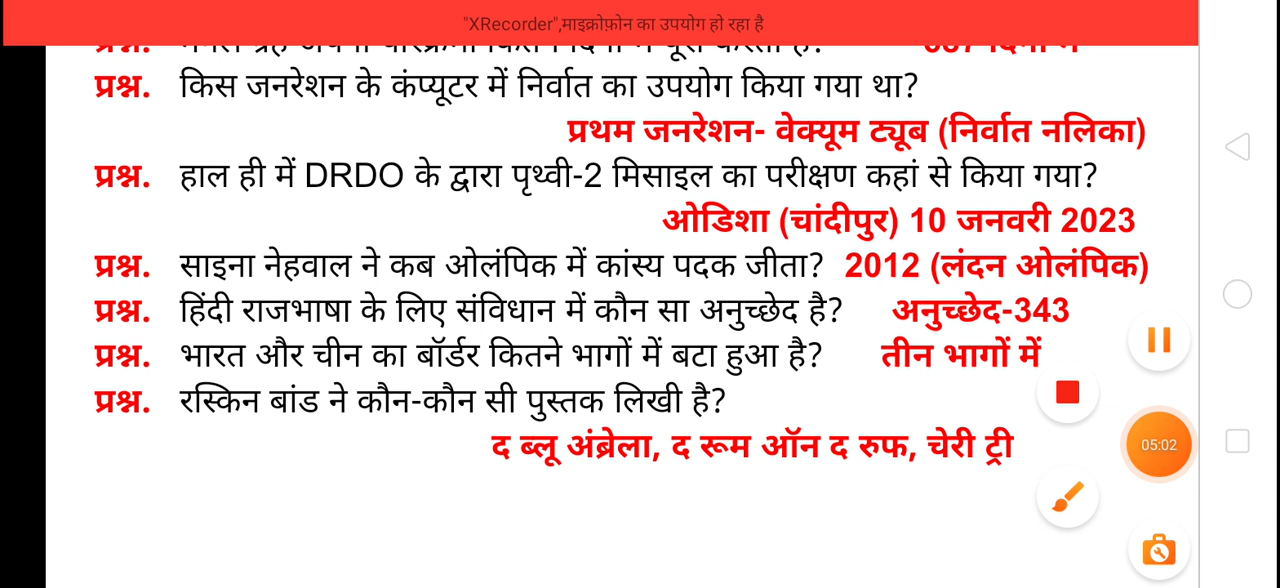 "XRecorder",माइक्रोफ़ोन का उपयोग हो रहा है
प्रश्न. किस जनरेशन के कंप्यूटर में निर्वात का उपयोग किया गया था?
प्रथम जनरेशन- वेक्यूम ट्यूब (निर्वात नलिका)
प्रश्न. हाल ही में DRDO के द्वारा पृथ्वी-2 मिसाइल का परीक्षण कहां से किया गया?
ओडिशा (चांदीपुर) 10 जनवरी 2023
प्रश्न. साइना नेहवाल ने कब ओलंपिक में कांस्य पदक जीता? 2012 (लंदन ओलंपिक)
प्रश्न. हिंदी राजभाषा के लिए संविधान में कौन सा अनुच्छेद है? अनुच्छेद-343
प्रश्न. भारत और चीन का बॉर्डर कितने भागों में बटा हुआ है? तीन भागों में
प्रश्न. रस्किन बांड ने कौन-कौन सी पुस्तक लिखी है?
द ब्लू अंब्रेला, द रूम ऑन द रुफ, चेरी ट्री
05:02